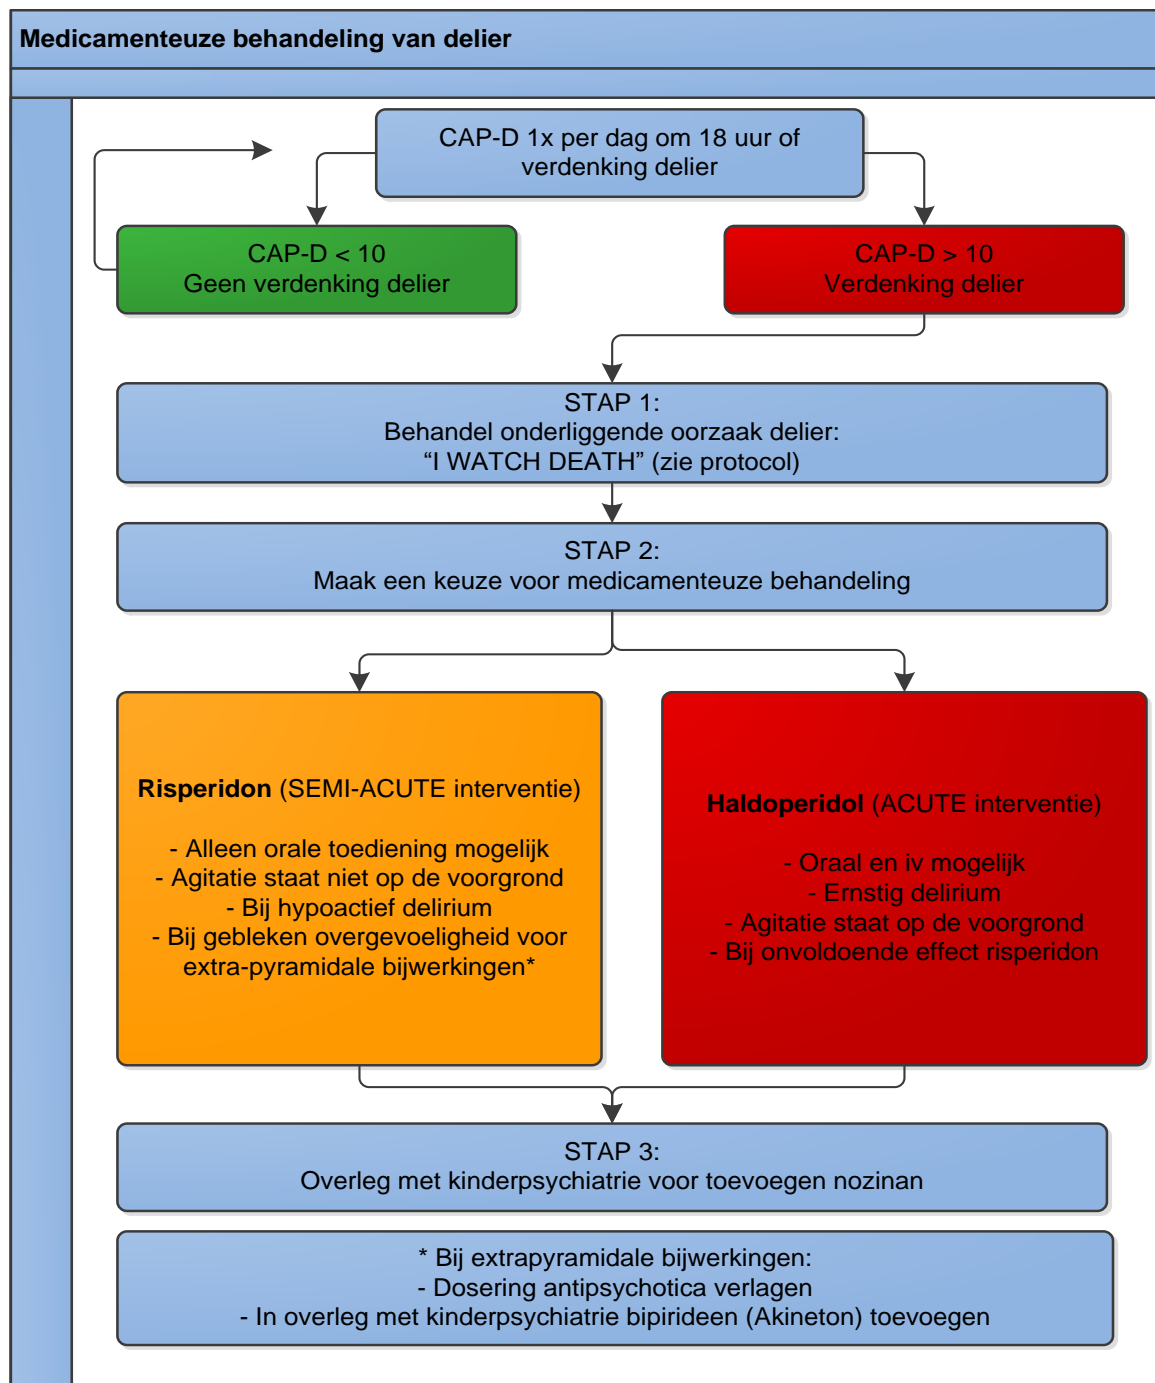 Medicamenteuze behandeling van delier
CAP-D 1x per dag om 18 uur of
verdenking delier
CAP-D < 10
Geen verdenking delier
CAP-D > 10
Verdenking delier
STAP 1:
Behandel onderliggende oorzaak delier:
“I WATCH DEATH” (zie protocol)
STAP 2:
Maak een keuze voor medicamenteuze behandeling
Risperidon (SEMI-ACUTE interventie)
- Alleen orale toediening mogelijk
- Agitatie staat niet op de voorgrond
- Bij hypoactief delirium
- Bij gebleken overgevoeligheid voor
extra-pyramidale bijwerkingen*
Haldoperidol (ACUTE interventie)
- Oraal en iv mogelijk
- Ernstig delirium
- Agitatie staat op de voorgrond
- Bij onvoldoende effect risperidon
STAP 3:
Overleg met kinderpsychiatrie voor toevoegen nozinan
* Bij extrapyramidale bijwerkingen:
- Dosering antipsychotica verlagen
- In overleg met kinderpsychiatrie bipirideen (Akineton) toevoegen